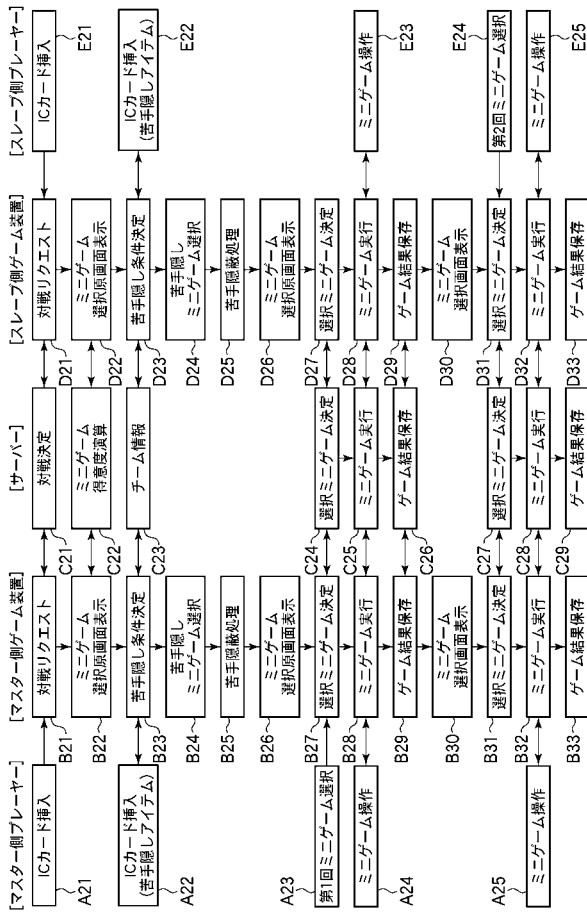 [マスター側プレーヤー]
ICカード挿入
A21
ICカード挿入
(苦手隠しアイテム)
A22
第1回ミニゲーム選択
A23
ミニゲーム操作
A24
ミニゲーム操作
A25
[マスター側ゲーム装置]
対戦リクエスト
B21
ミニゲーム
選択原画面表示
B22
苦手隠し条件決定
B23
苦手隠し
ミニゲーム選択
B24
苦手隠蔽処理
B25
ミニゲーム
選択原画面表示
B26
選択ミニゲーム決定
B27
ミニゲーム実行
B28
ゲーム結果保存
B29
ミニゲーム
選択画面表示
B30
選択ミニゲーム決定
B31
ミニゲーム実行
B32
ゲーム結果保存
B33
[サーバー]
対戦決定
C21
ミニゲーム
得意度演算
C22
チーム情報
C23
選択ミニゲーム決定
C24
ミニゲーム実行
C25
ゲーム結果保存
C26
選択ミニゲーム決定
C27
ミニゲーム実行
C28
ゲーム結果保存
C29
[スレーブ側ゲーム装置]
対戦リクエスト
D21
ミニゲーム
選択原画面表示
D22
苦手隠し条件決定
D23
苦手隠し
ミニゲーム選択
D24
苦手隠蔽処理
D25
ミニゲーム
選択原画面表示
D26
選択ミニゲーム決定
D27
ミニゲーム実行
D28
ゲーム結果保存
D29
ミニゲーム
選択画面表示
D30
選択ミニゲーム決定
D31
ミニゲーム実行
D32
ゲーム結果保存
D33
[スレーブ側プレーヤー]
ICカード挿入
E21
ICカード挿入
(苦手隠しアイテム)
E22
ミニゲーム操作
E23
第2回ミニゲーム選択
E24
ミニゲーム操作
E25